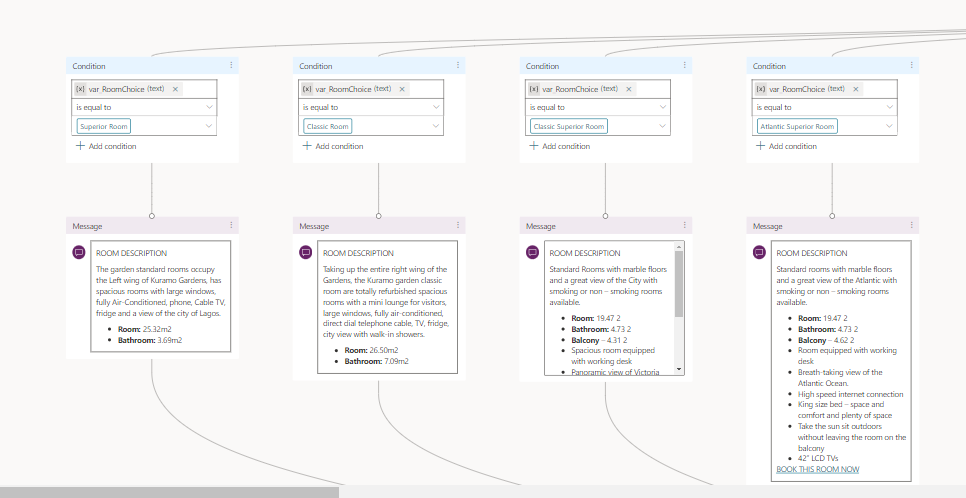 Condition
{x} var_RoomChoice (text) ×
is equal to
Superior Room
+ Add condition
Message
ROOM DESCRIPTION
The garden standard rooms occupy
the Left wing of Kuramo Gardens, has
spacious rooms with large windows,
fully Air-Conditioned, phone, Cable TV,
fridge and a view of the city of Lagos.
• Room: 25.32m2
• Bathroom: 3.69m2
Condition
{x} var_RoomChoice (text) ×
is equal to
Classic Room
+ Add condition
Message
ROOM DESCRIPTION
Taking up the entire right wing of the
Gardens, the Kuramo garden classic
room are totally refurbished spacious
rooms with a mini lounge for visitors,
large windows, fully air-conditioned,
direct dial telephone cable, TV, fridge,
city view with walk-in showers.
• Room: 26.50m2
• Bathroom: 7.09m2
Condition
{x} var_RoomChoice (text) ×
is equal to
Classic Superior Room
+ Add condition
Message
ROOM DESCRIPTION
Standard Rooms with marble floors
and a great view of the City with
smoking or non – smoking rooms
available.
• Room: 19.47 2
• Bathroom: 4.73 2
• Balcony – 4.31 2
• Spacious room equipped
with working desk
• Panoramic view of Victoria
Condition
{x} var_RoomChoice (text) ×
is equal to
Atlantic Superior Room
+ Add condition
Message
ROOM DESCRIPTION
Standard rooms with marble floors
and a great view of the Atlantic with
smoking or non – smoking rooms
available.
• Room: 19.47 2
• Bathroom: 4.73 2
• Balcony – 4.62 2
• Room equipped with working
desk
• Breath-taking view of the
Atlantic Ocean.
• High speed internet connection
• King size bed – space and
comfort and plenty of space
• Take the sun sit outdoors
without leaving the room on the
balcony
• 42" LCD TVs
BOOK THIS ROOM NOW